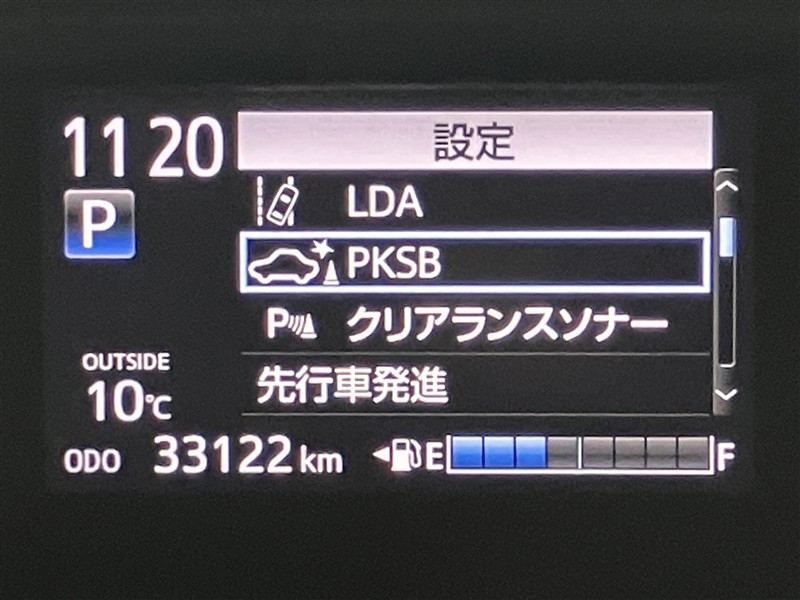 11 20
設定
LDA
P
PKSB
P クリアランスソナー
先行車発進
OUTSIDE
10℃
ODO 33122 km
E F